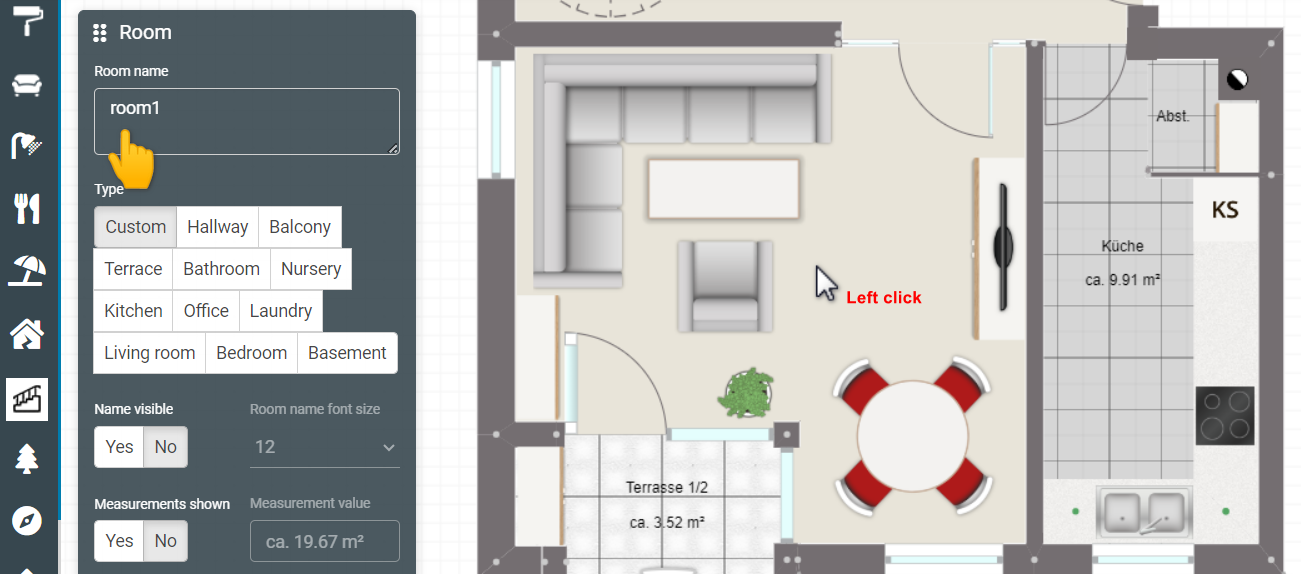 Room
Room name
room1
Type
Custom Hallway Balcony
Terrace Bathroom Nursery
Kitchen Office Laundry
Living room Bedroom Basement
Name visible Room name font size
Yes No 12
Measurements shown Measurement value
Yes No ca. 19.67 m²
Left click
Terrasse 1/2
ca. 3.52 m²
Abst.
KS
Küche
ca. 9.91 m²